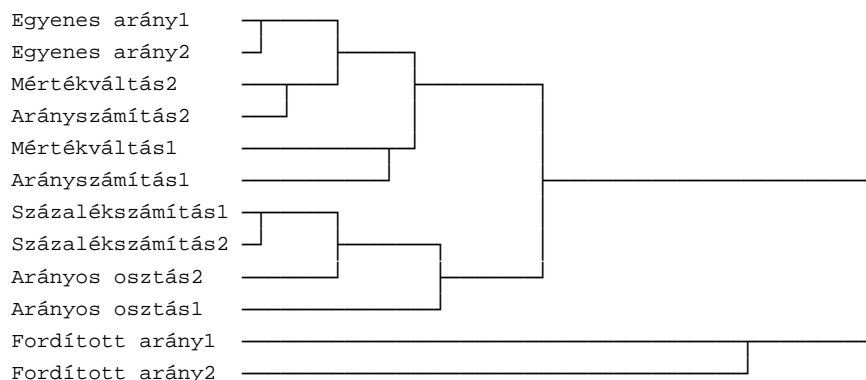 Egyenes arány1
Egyenes arány2
Mértékváltás2
Arányszámítás2
Mértékváltás1
Arányszámítás1
Százalékszámítás1
Százalékszámítás2
Arányos osztás2
Arányos osztás1
Fordított arány1
Fordított arány2